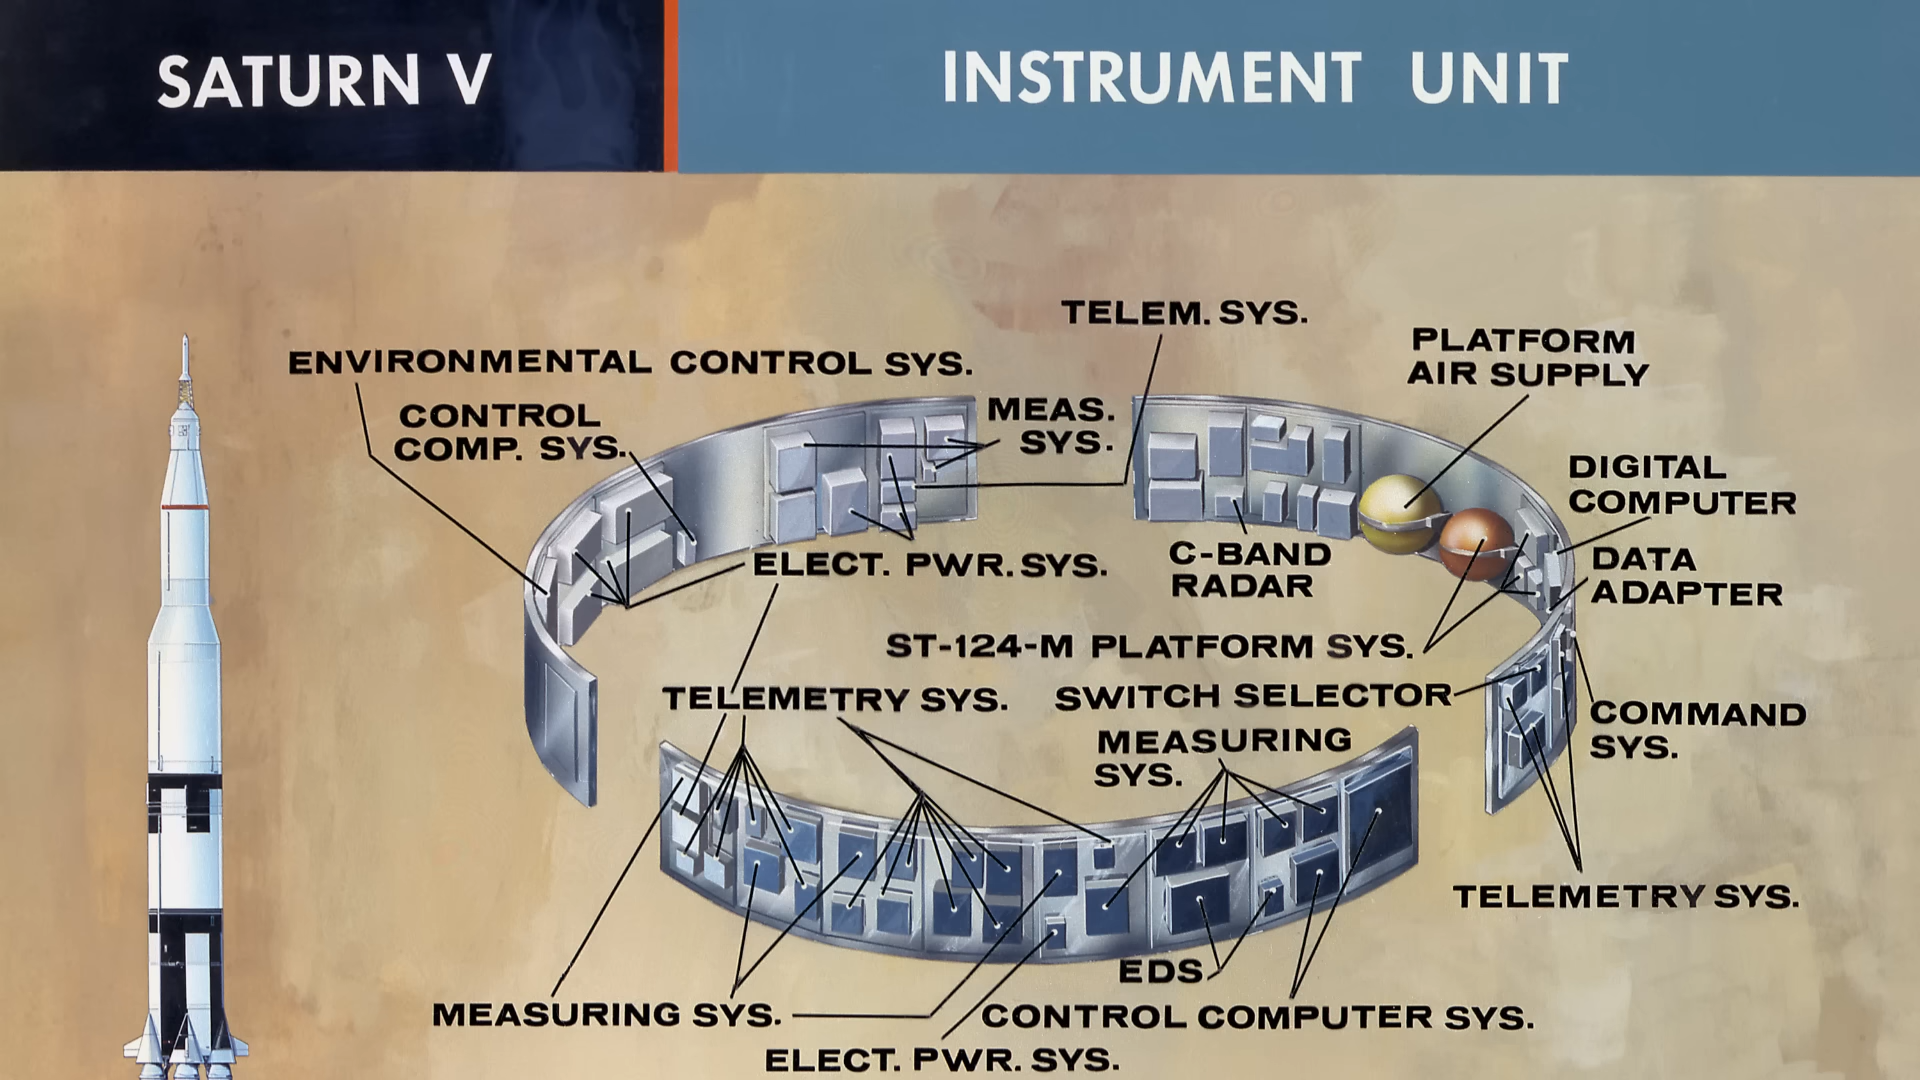 SATURN V
INSTRUMENT UNIT
TELEM. SYS.
PLATFORM
AIR SUPPLY
ENVIRONMENTAL CONTROL SYS.
CONTROL
COMP. SYS.
MEAS.
SYS.
DIGITAL
COMPUTER
ELECT. PWR. SYS.
C-BAND
RADAR
DATA
ADAPTER
ST-124-M PLATFORM SYS.
TELEMETRY SYS.
SWITCH SELECTOR
COMMAND
SYS.
MEASURING
SYS.
TELEMETRY SYS.
EDS
MEASURING SYS.
CONTROL COMPUTER SYS.
ELECT. PWR. SYS.